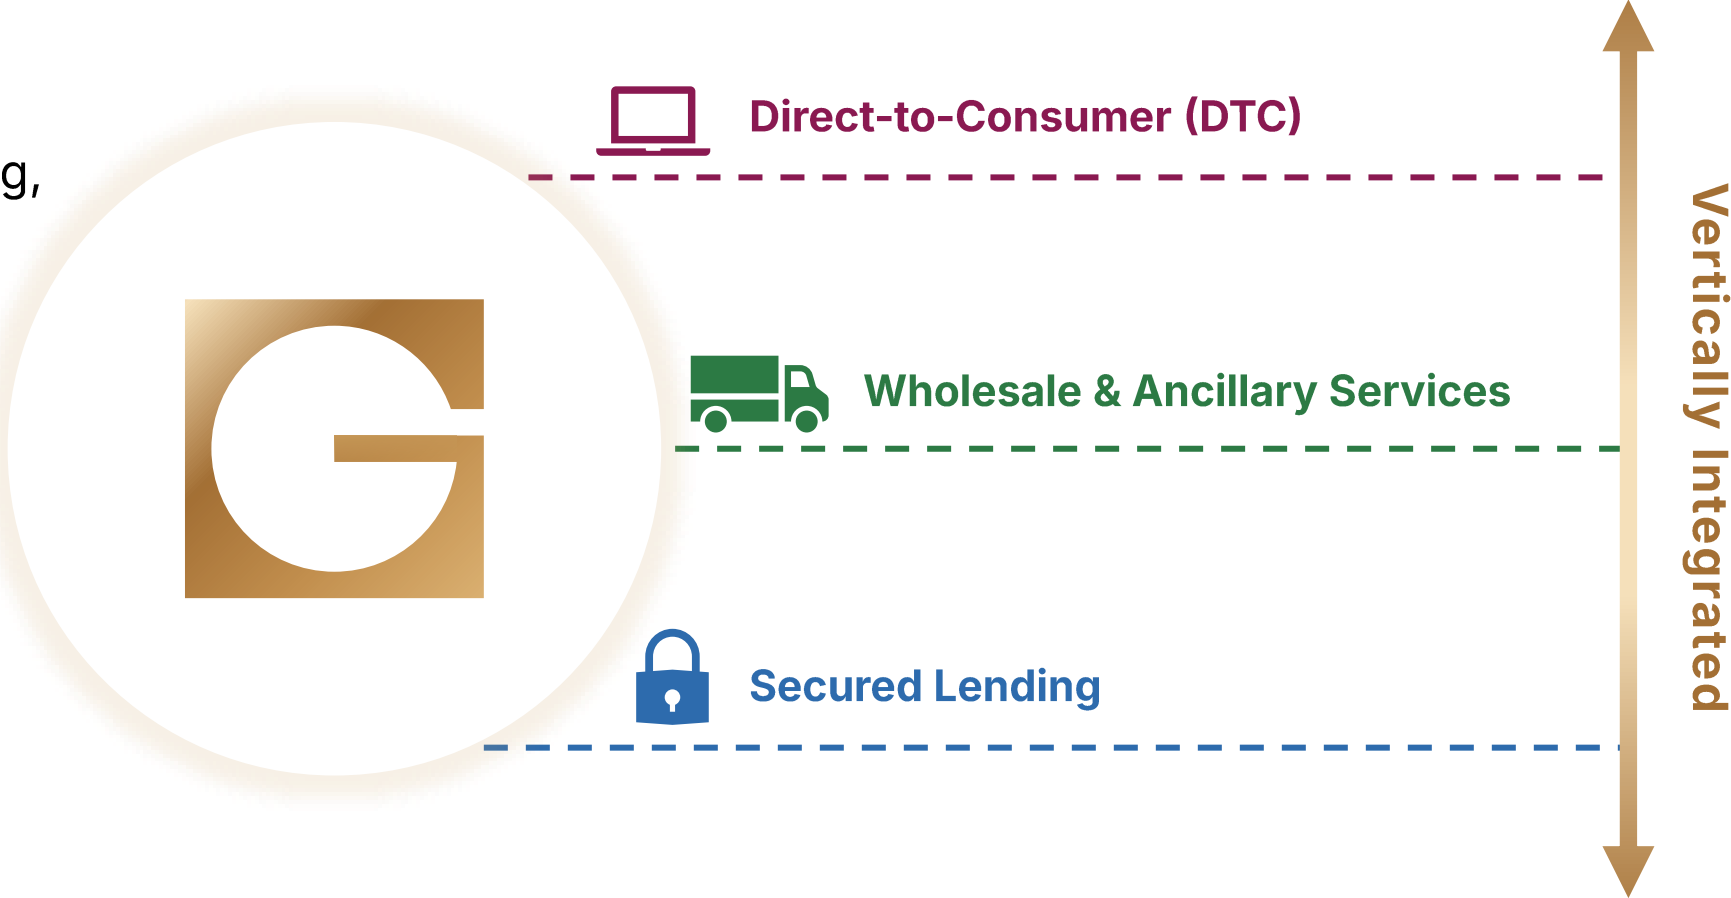 Direct-to-Consumer (DTC)
g,
Wholesale & Ancillary Services
Secured Lending
Vertically Integrated